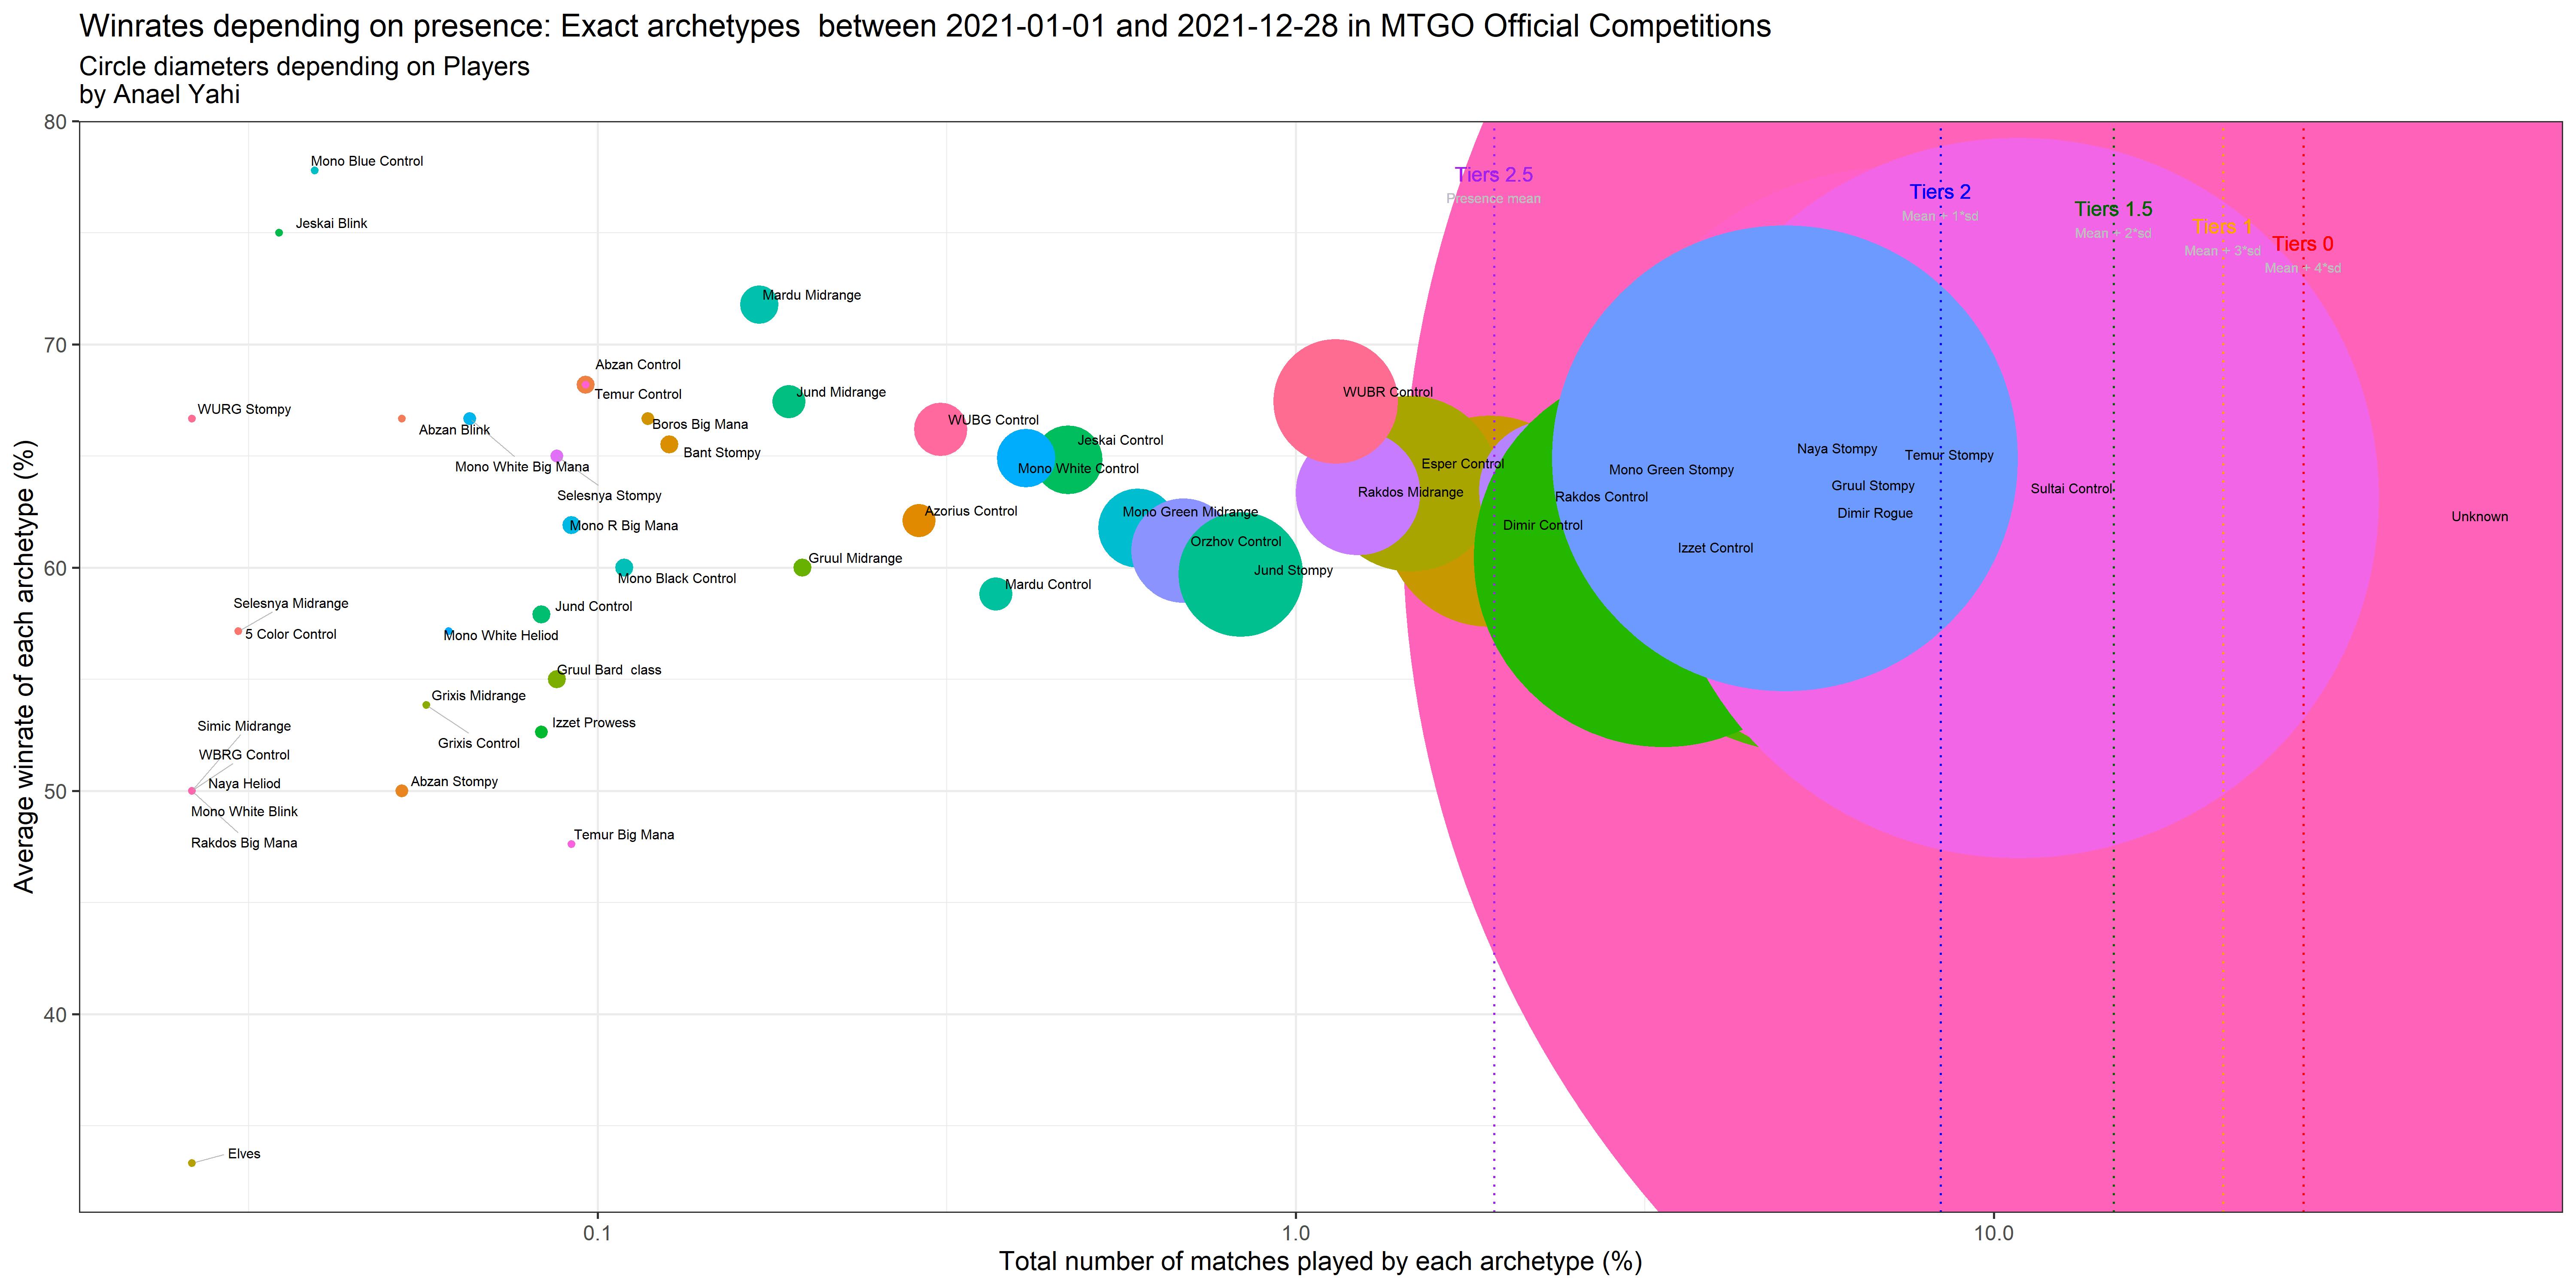 Winrates depending on presence: Exact archetypes  between 2021-01-01 and 2021-12-28 in MTGO Official Competitions
Circle diameters depending on Players
by Anael Yahi
Average winrate of each archetype (%)
80
70
60
50
40
Mono Blue Control
Jeskai Blink
Tiers 2.5
Presence mean
Tiers 2
Mean + 1*sd
Tiers 1.5
Mean + 2*sd
Tiers 1
Mean + 3*sd
Tiers 0
Mean + 4*sd
Mardu Midrange
Abzan Control
Temur Control
Jund Midrange
WUBR Control
WURG Stompy
Abzan Blink
Boros Big Mana
WUBG Control
Jeskai Control
Bant Stompy
Mono White Big Mana
Mono White Control
Esper Control
Naya Stompy
Temur Stompy
Mono Green Stompy
Selesnya Stompy
Rakdos Midrange
Rakdos Control
Gruul Stompy
Sultai Control
Mono R Big Mana
Azorius Control
Mono Green Midrange
Dimir Control
Dimir Rogue
Unknown
Orzhov Control
Izzet Control
Gruul Midrange
Mono Black Control
Mardu Control
Jund Stompy
Selesnya Midrange
Jund Control
5 Color Control
Mono White Heliod
Gruul Bard  class
Grixis Midrange
Simic Midrange
Izzet Prowess
Grixis Control
WBRG Control
Naya Heliod
Abzan Stompy
Mono White Blink
Rakdos Big Mana
Temur Big Mana
Elves
0.1
1.0
10.0
Total number of matches played by each archetype (%)